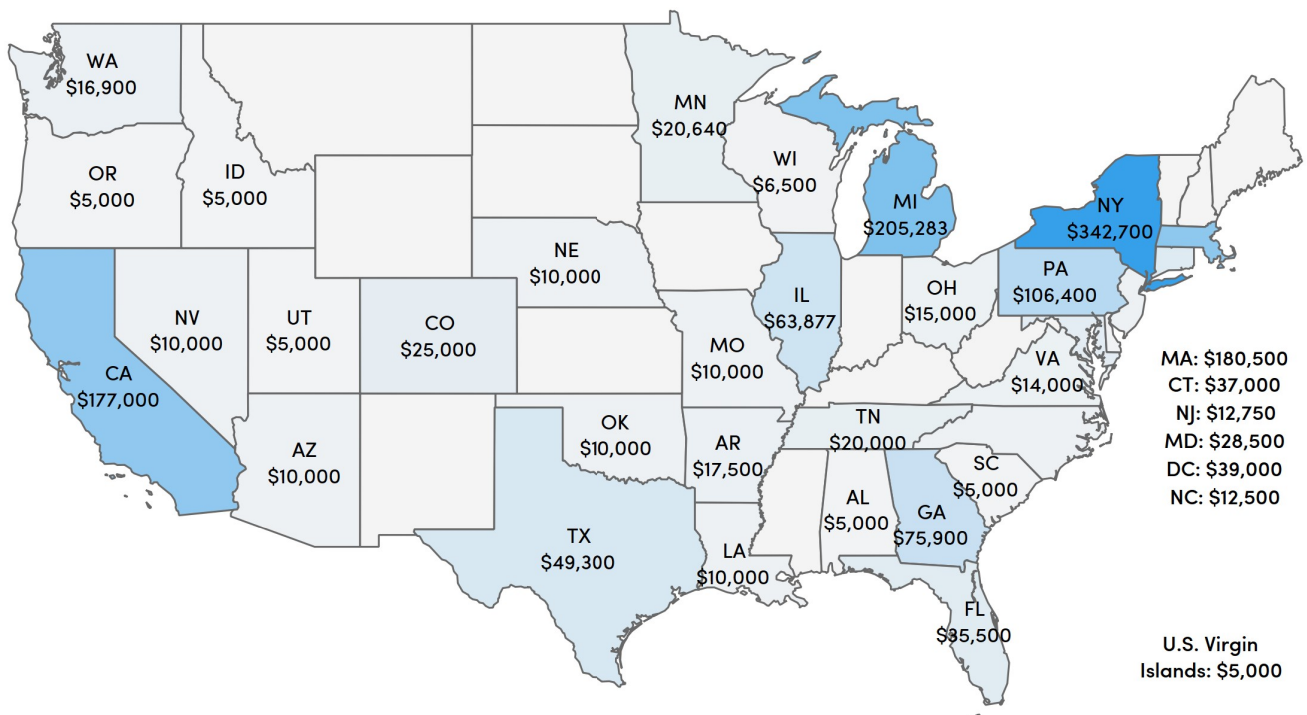 WA
$16,900
OR
$5,000
ID
$5,000
MN
$20,640
WI
$6,500
MI
$205,283
NY
$342,700
NE
$10,000
PA
$106,400
NV
$10,000
UT
$5,000
CO
$25,000
IL
$63,877
OH
$15,000
MO
$10,000
VA
$14,000
CA
$177,000
AZ
$10,000
OK
$10,000
AR
$17,500
TN
$20,000
SC
$5,000
AL
$5,000
GA
$75,900
TX
$49,300
LA
$10,000
FL
$35,500
MA: $180,500
CT: $37,000
NJ: $12,750
MD: $28,500
DC: $39,000
NC: $12,500
U.S. Virgin
Islands: $5,000